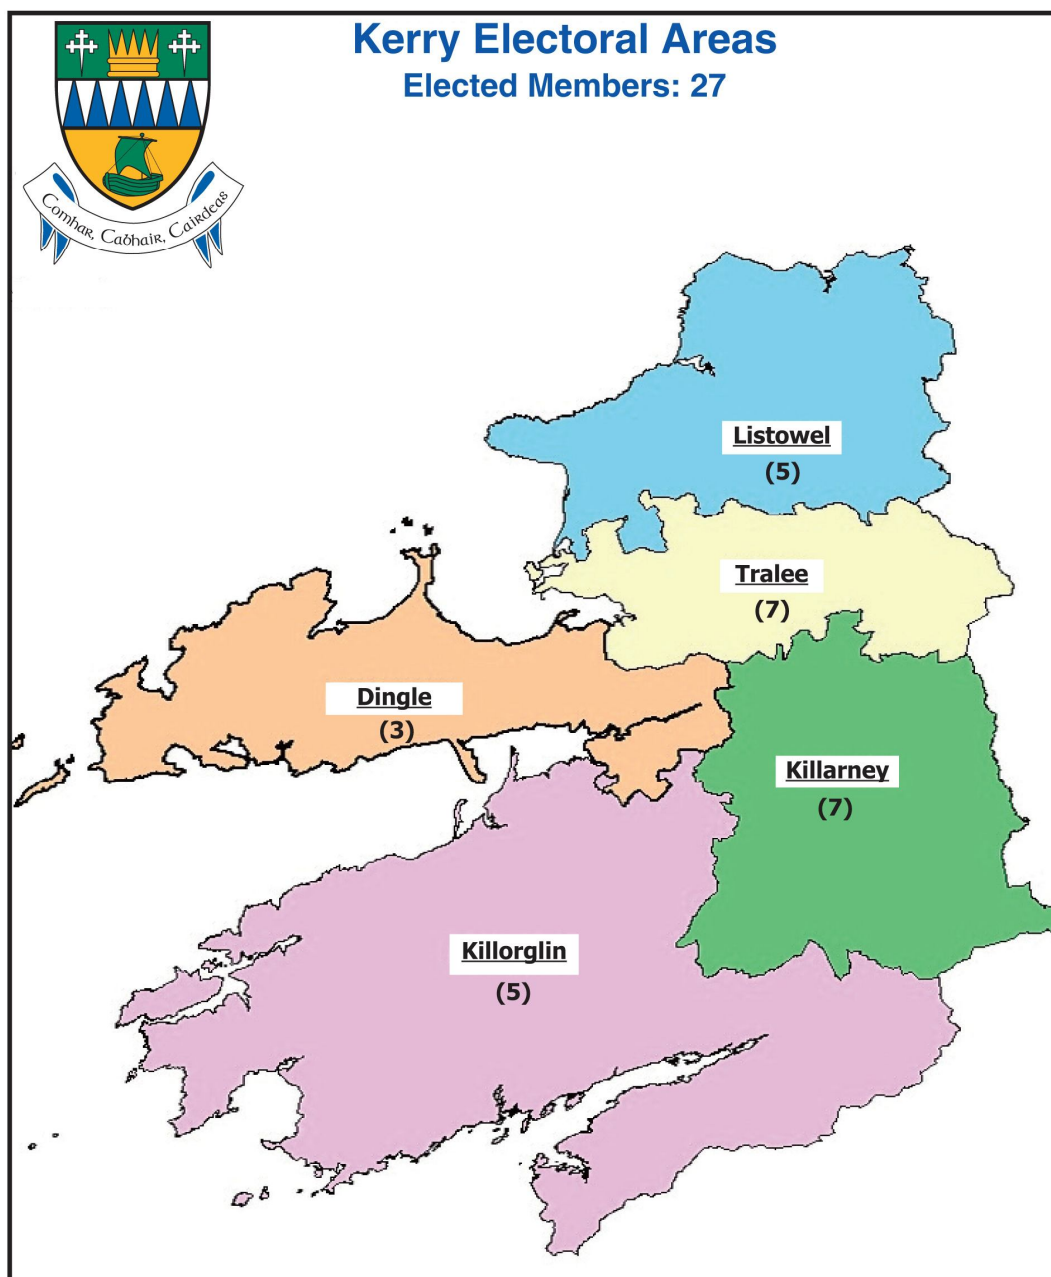 Kerry Electoral Areas
Elected Members: 27
Comhar, Cabhair, Cairdeas
Listowel
(5)
Tralee
(7)
Dingle
(3)
Killarney
(7)
Killorglin
(5)